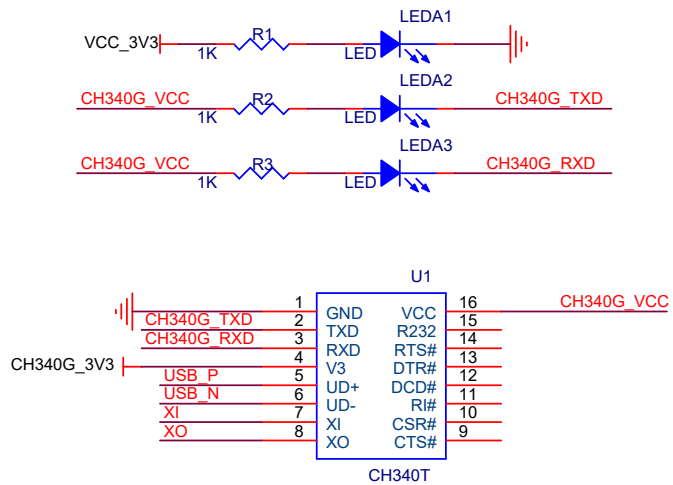 LEDA1
R1
VCC_3V3
1K
LED
LEDA2
CH340G_VCC
R2
CH340G_TXD
1K
LED
LEDA3
CH340G_VCC
R3
CH340G_RXD
1K
LED
U1
1
GND
VCC
16
CH340G_VCC
CH340G_TXD
2
TXD
R232
15
CH340G_RXD
3
RXD
RTS#
14
CH340G_3V3
4
V3
DTR#
13
USB_P
5
UD+
DCD#
12
USB_N
6
UD-
RI#
11
XI
7
XI
CSR#
10
XO
8
XO
CTS#
9
CH340T